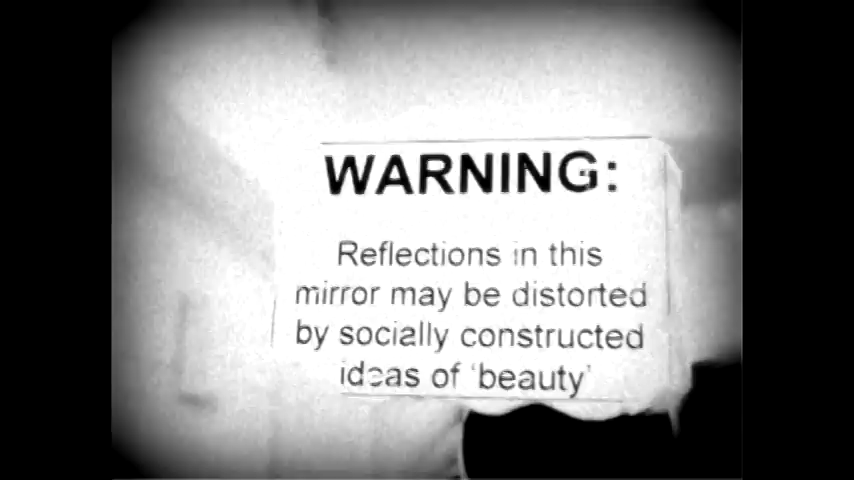 WARNING:
Reflections in this
mirror may be distorted
by socially constructed
ideas of 'beauty'